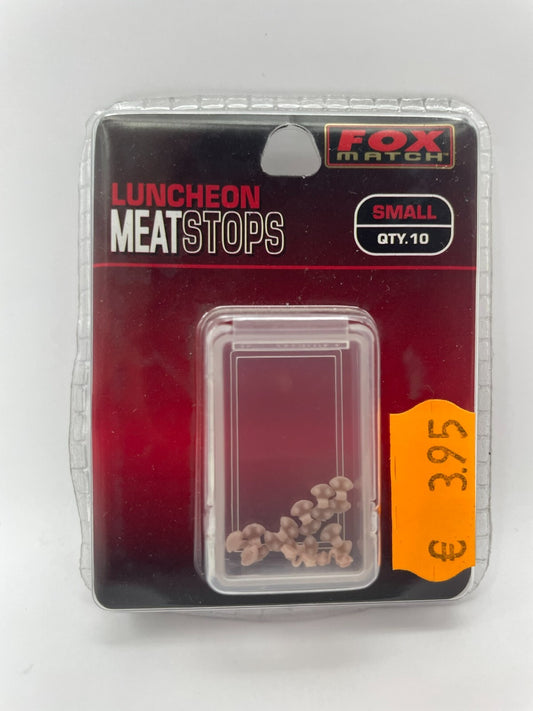 FOX
MATCH®
LUNCHEON
MEATSTOPS
SMALL
QTY.10
€ 3.95